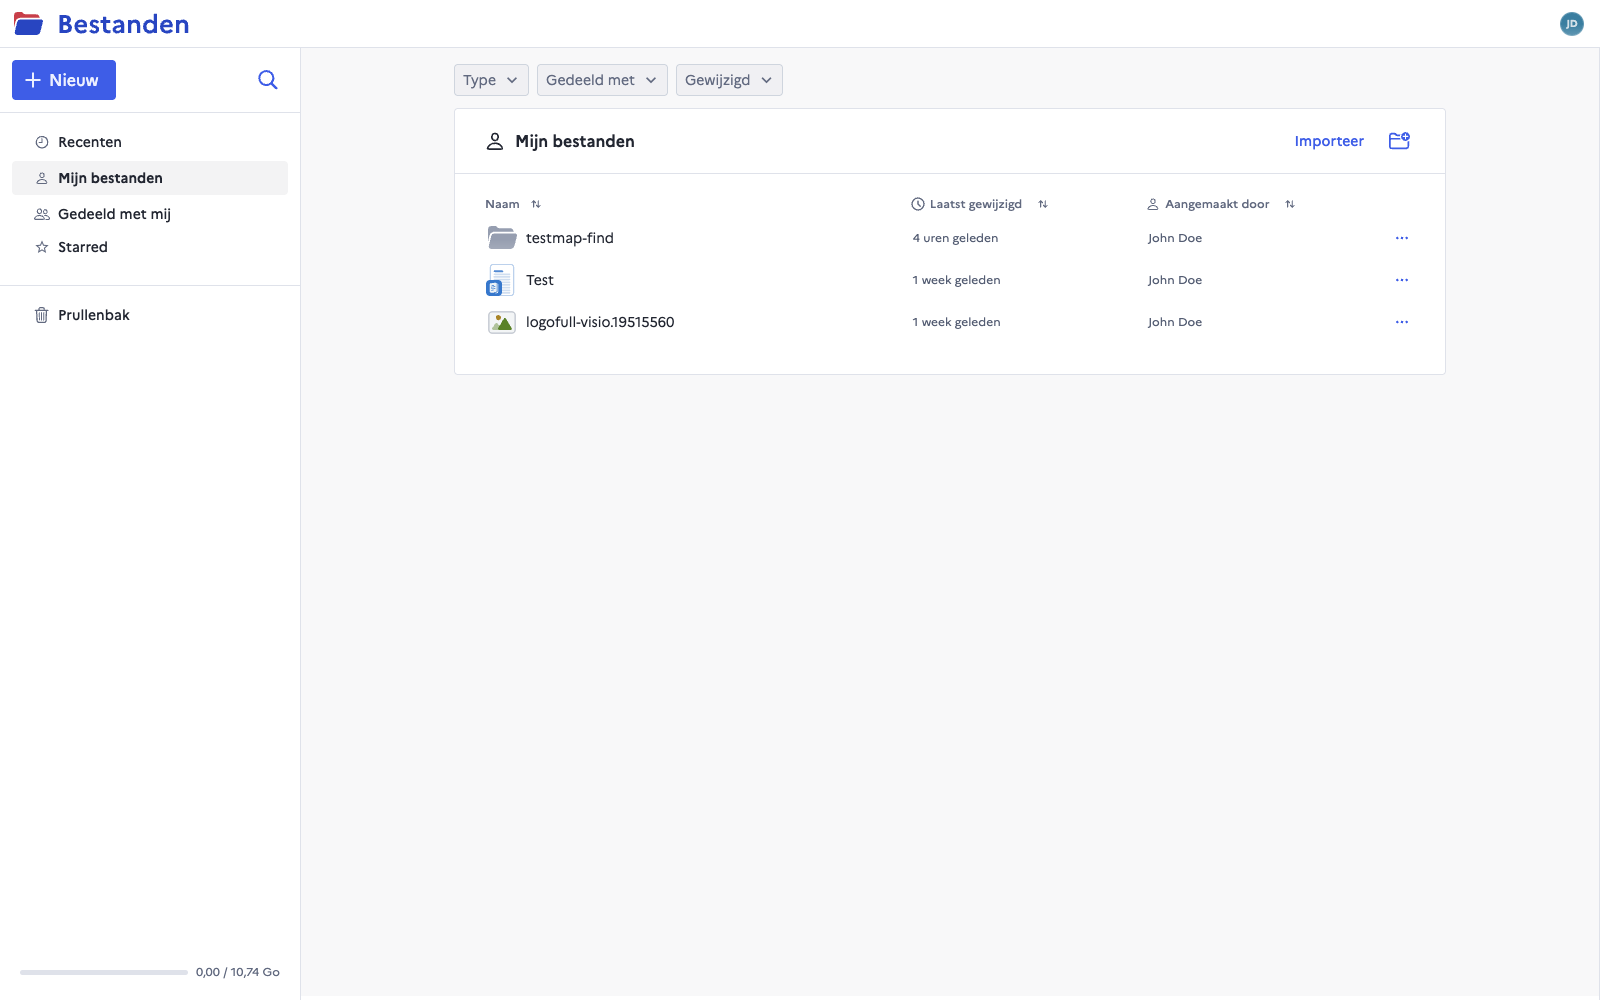 Bestanden
JD
Nieuw
Recenten
Mijn bestanden
Gedeeld met mij
Starred
Prullenbak
0,00 / 10,74 Go
Type
Gedeeld met
Gewijzigd
Mijn bestanden
Importeer
Naam
Laatst gewijzigd
Aangemaakt door
testmap-find
4 uren geleden
John Doe
Test
1 week geleden
John Doe
logofull-visio.19515560
1 week geleden
John Doe